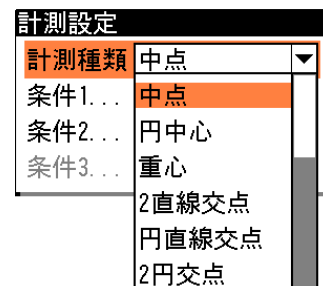 計測設定
計測種類 中点
条件1... 中点
条件2... 円中心
条件3... 重心
2直線交点
円直線交点
2円交点